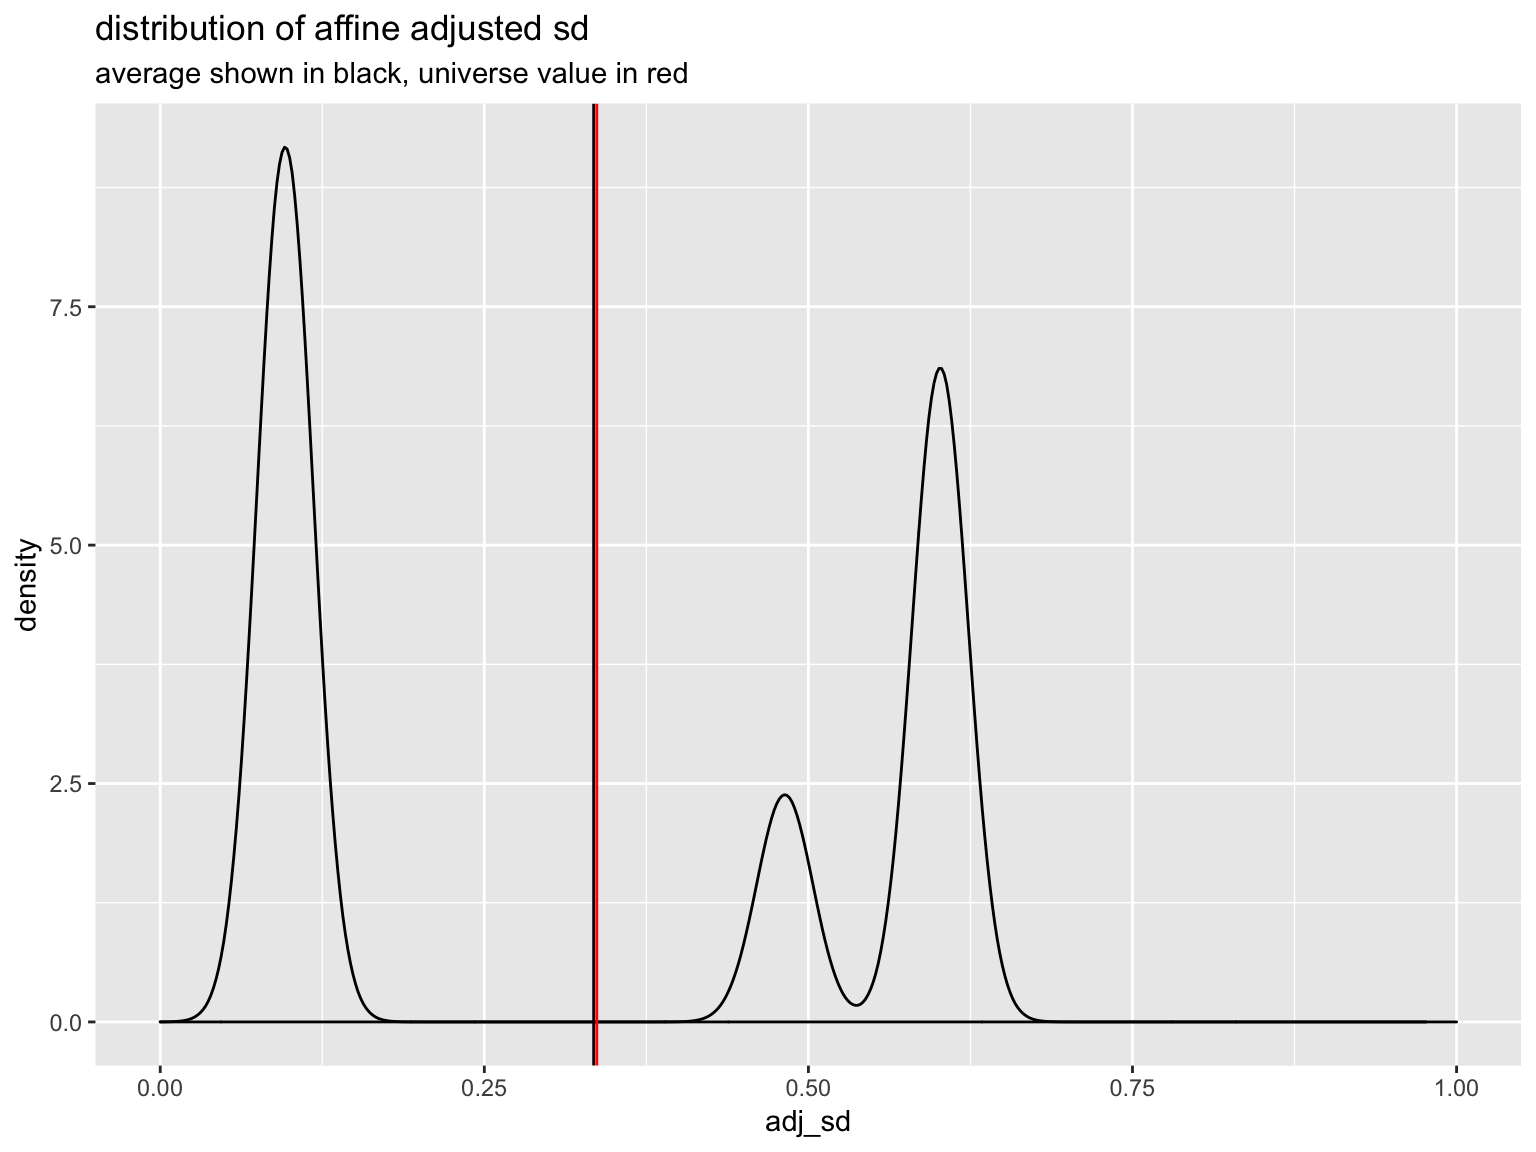 distribution of affine adjusted sd
average shown in black, universe value in red
7.5
5.0
2.5
0.0
density
0.00 0.25 0.50 0.75 1.00
adj_sd